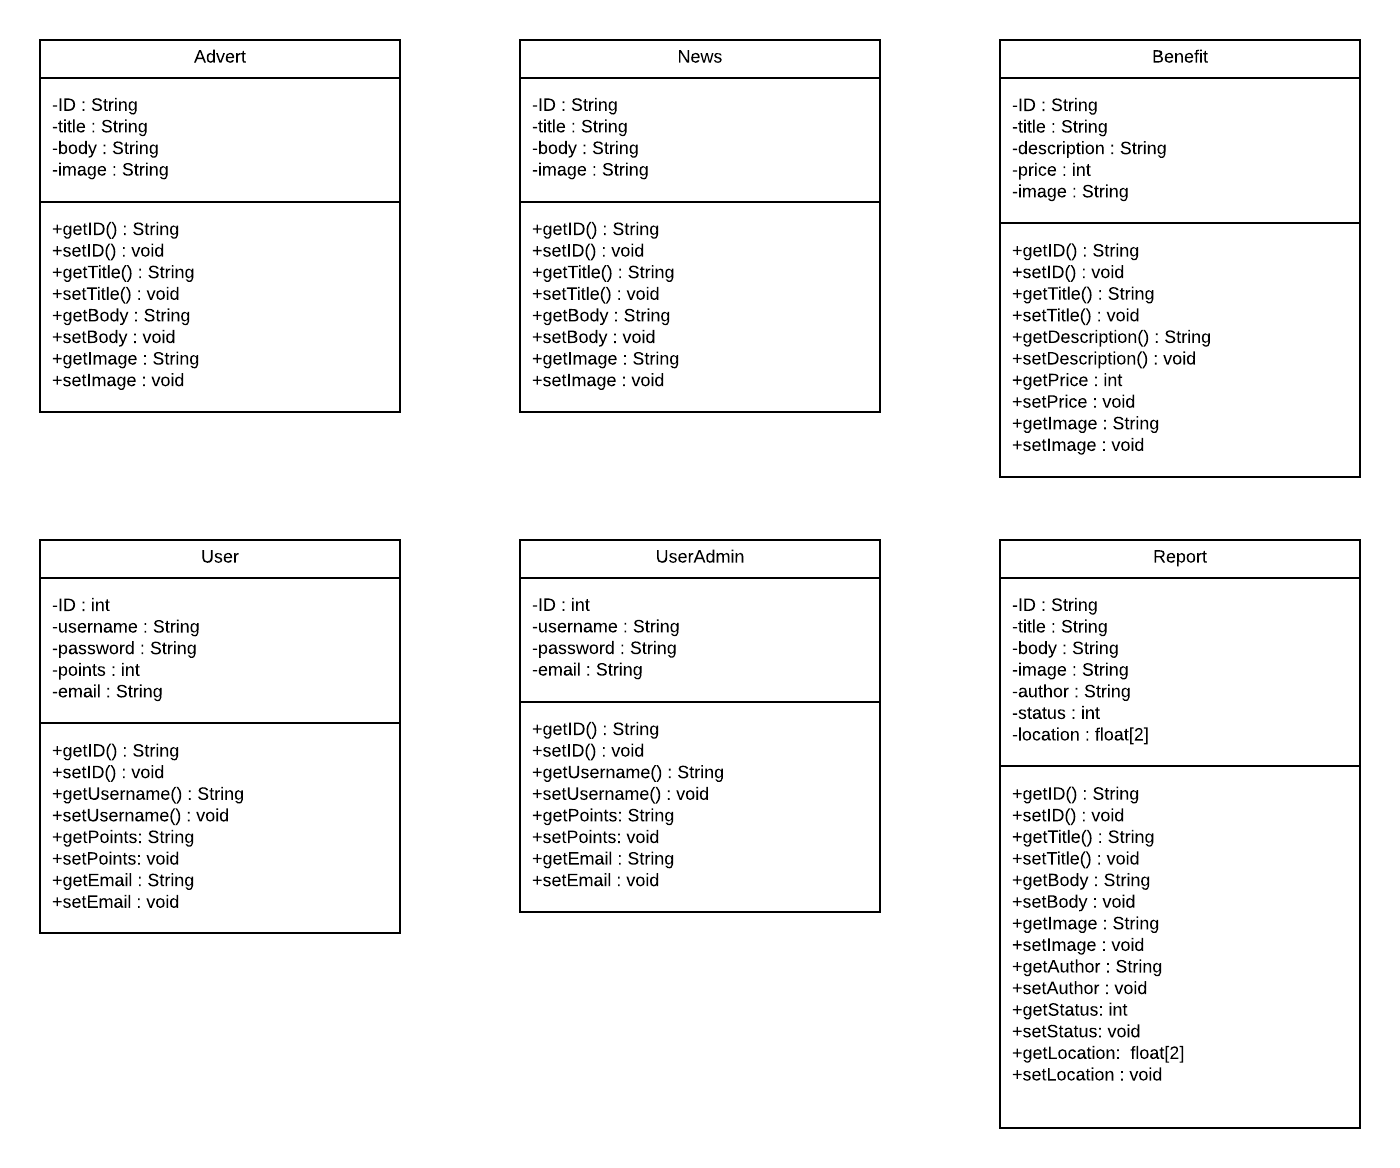 Advert
-ID : String
-title : String
-body : String
-image : String
+getID() : String
+setID() : void
+getTitle() : String
+setTitle() : void
+getBody : String
+setBody : void
+getImage : String
+setImage : void
News
-ID : String
-title : String
-body : String
-image : String
+getID() : String
+setID() : void
+getTitle() : String
+setTitle() : void
+getBody : String
+setBody : void
+getImage : String
+setImage : void
Benefit
-ID : String
-title : String
-description : String
-price : int
-image : String
+getID() : String
+setID() : void
+getTitle() : String
+setTitle() : void
+getDescription() : String
+setDescription() : void
+getPrice : int
+setPrice : void
+getImage : String
+setImage : void
User
-ID : int
-username : String
-password : String
-points : int
-email : String
+getID() : String
+setID() : void
+getUsername() : String
+setUsername() : void
+getPoints: String
+setPoints: void
+getEmail : String
+setEmail : void
UserAdmin
-ID : int
-username : String
-password : String
-email : String
+getID() : String
+setID() : void
+getUsername() : String
+setUsername() : void
+getPoints: String
+setPoints: void
+getEmail : String
+setEmail : void
Report
-ID : String
-title : String
-body : String
-image : String
-author : String
-status : int
-location : float[2]
+getID() : String
+setID() : void
+getTitle() : String
+setTitle() : void
+getBody : String
+setBody : void
+getImage : String
+setImage : void
+getAuthor : String
+setAuthor : void
+getStatus: int
+setStatus: void
+getLocation:  float[2]
+setLocation : void